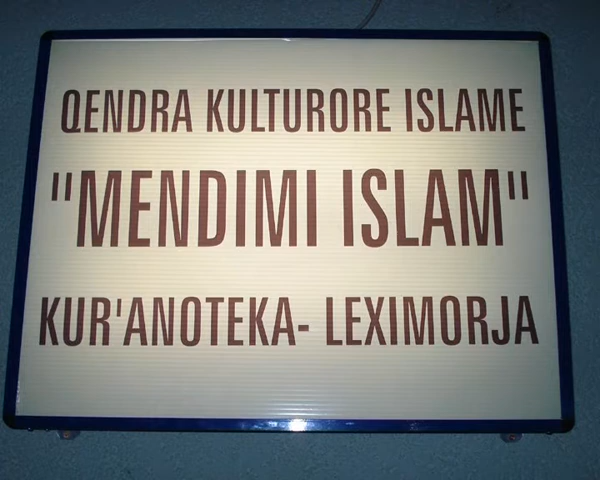 QENDRA KULTURORE ISLAME
"MENDIMI ISLAM"
KUR'ANOTEKA- LEXIMORJA